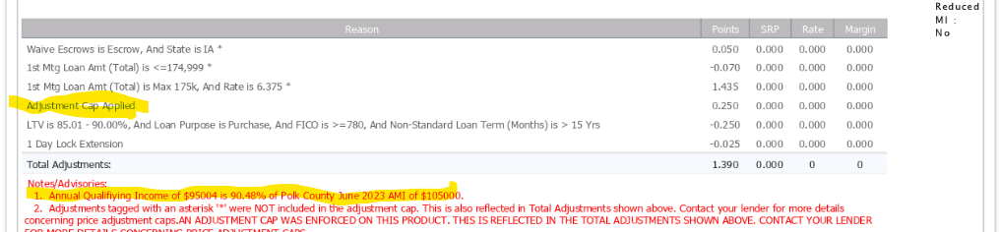 Reduced
MI :
No
Reason Points SRP Rate Margin
Waive Escrows is Escrow, And State is IA * 0.050 0.000 0.000 0.000
1st Mtg Loan Amt (Total) is <=174,999 * -0.070 0.000 0.000 0.000
1st Mtg Loan Amt (Total) is Max 175k, And Rate is 6.375 * 1.435 0.000 0.000 0.000
Adjustment Cap Applied 0.250 0.000 0.000 0.000
LTV is 85.01 - 90.00%, And Loan Purpose is Purchase, And FICO is >=780, And Non-Standard Loan Term (Months) is > 15 Yrs -0.250 0.000 0.000 0.000
1 Day Lock Extension -0.025 0.000 0.000 0.000
Total Adjustments: 1.390 0.000 0 0
Notes/Advisories:
1. Annual Qualifiying Income of $95004 is 90.48% of Polk County June 2023 AMI of $105000.
2. Adjustments tagged with an asterisk '*' were NOT included in the adjustment cap. This is also reflected in Total Adjustments shown above. Contact your lender for more details
concerning price adjustment caps.AN ADJUSTMENT CAP WAS ENFORCED ON THIS PRODUCT. THIS IS REFLECTED IN THE TOTAL ADJUSTMENTS SHOWN ABOVE. CONTACT YOUR LENDER
FOR MORE DETAILS CONCERNING PRICE ADJUSTMENT CAPS